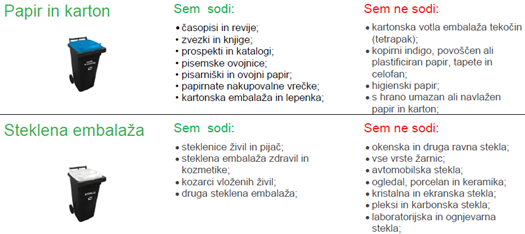 Papir in karton
Sem sodi:
• časopisi in revije;
• zvezki in knjige;
• prospekti in katalogi;
• pisemske ovojnice;
• pisarniški in ovojni papir;
• papirnate nakupovalne vrečke;
• kartonska embalaža in lepenka;
Sem ne sodi:
• kartonska votla embalaža tekočin
(tetrapak);
• kopirni indigo, povoščen ali
plastificiran papir, tapete in
celofan;
• higienski papir;
• s hrano umazan ali navlažen
papir in karton;
Steklena embalaža
Sem sodi:
• steklenice živil in pijač;
• steklena embalaža zdravil in
kozmetike;
• kozarci vloženih živil;
• druga steklena embalaža;
Sem ne sodi:
• okenska in druga ravna stekla;
• vse vrste žarnic;
• avtomobilska stekla;
• ogledal, porcelan in keramika;
• kristalna in ekranska stekla;
• pleksi in karbonska stekla;
• laboratorijska in ognjevarna
stekla;